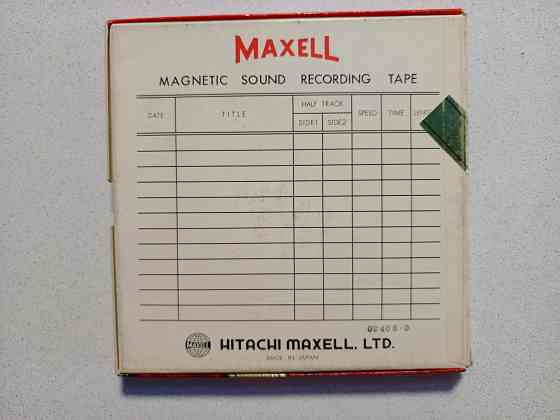 MAXELL
MAGNETIC SOUND RECORDING TAPE
DATE TITLE HALF TRACK SPEED TIME
SIDE1 SIDE2
MAXELL HITACHI MAXELL, LTD.
MADE IN JAPAN